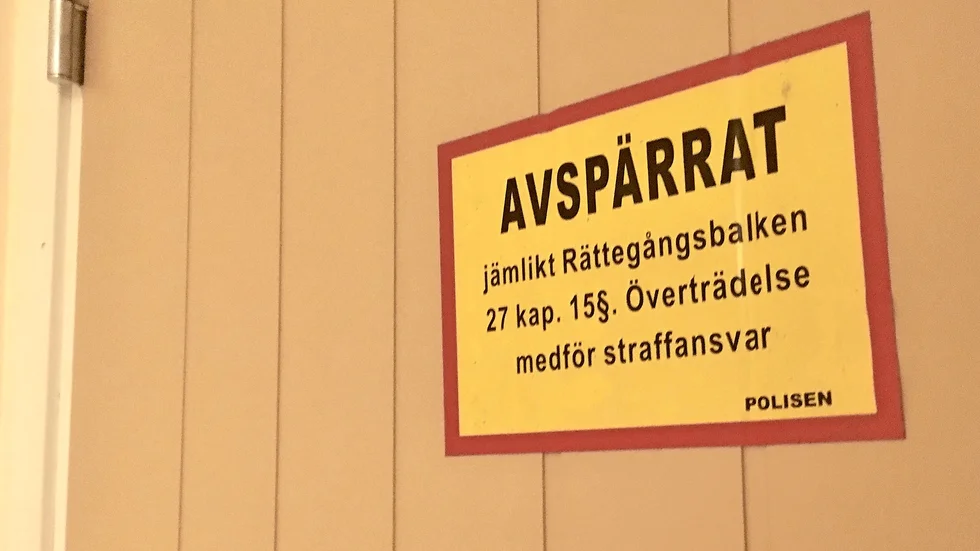 AVSPÄRRAT
jämlikt Rättegångsbalken
27 kap. 15§. Överträdelse
medför straffansvar
POLISEN